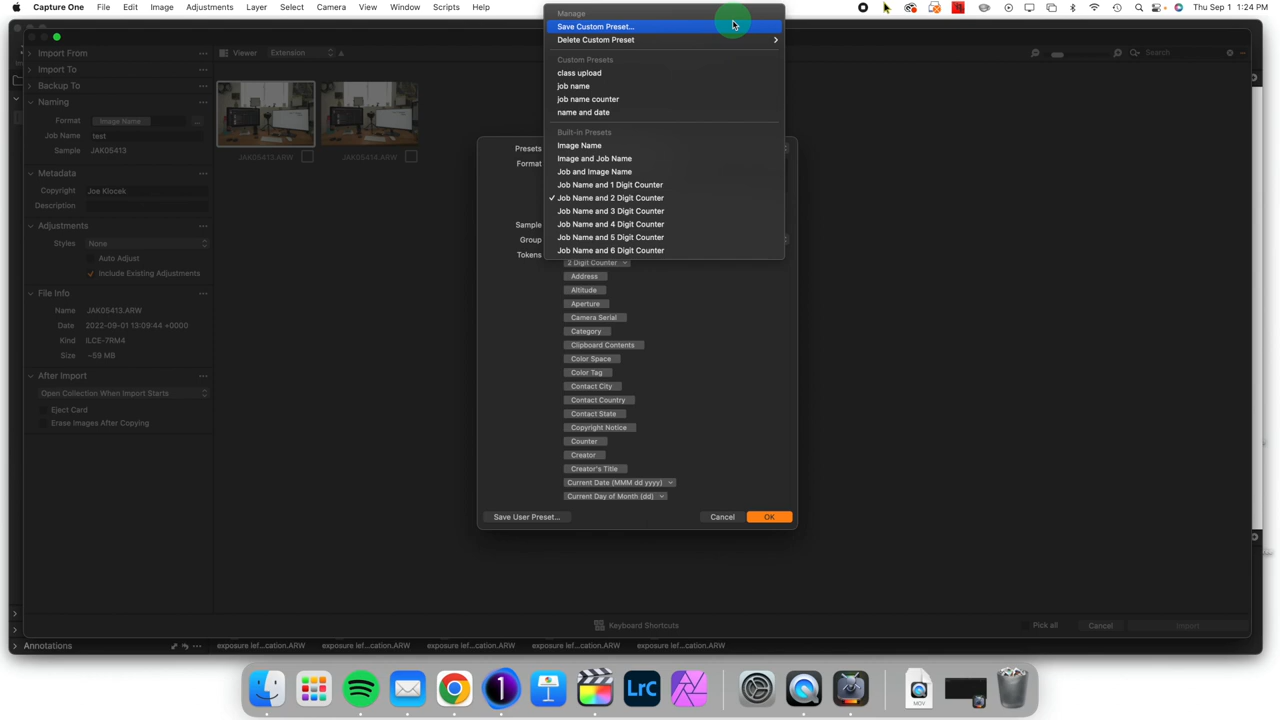 Capture One File Edit Image Adjustments Layer Select Camera View Window Scripts Help Thu Sep 1 1:24 PM
Manage
Save Custom Preset...
Delete Custom Preset
Custom Presets
class upload
job name
job name counter
name and date
Built-in Presets
Image Name
Image and Job Name
Job and Image Name
Job Name and 1 Digit Counter
Job Name and 2 Digit Counter
Job Name and 3 Digit Counter
Job Name and 4 Digit Counter
Job Name and 5 Digit Counter
Job Name and 6 Digit Counter
Import From
Import To
Backup To
Naming
Format Image Name
Job Name test
Sample JAK05413
Metadata
Copyright Joe Klocek
Description
Adjustments
Styles None
Auto Adjust
Include Existing Adjustments
File Info
Name JAK05413.ARW
Date 2022-09-01 13:09:44 +0000
Kind ILCE-7RM4
Size ~59 MB
After Import
Open Collection When Import Starts
Eject Card
Erase Images After Copying
Viewer Extension
Search
JAK05413.ARW
JAK05414.ARW
Presets
Format
Sample
Group
Tokens
2 Digit Counter
Address
Altitude
Aperture
Camera Serial
Category
Clipboard Contents
Color Space
Color Tag
Contact City
Contact Country
Contact State
Copyright Notice
Counter
Creator
Creator's Title
Current Date (MMM dd yyyy)
Current Day of Month (dd)
Save User Preset... Cancel OK
Keyboard Shortcuts
Pick all Cancel Import
Annotations
exposure lef...cation.ARW exposure lef...cation.ARW exposure lef...cation.ARW exposure lef...cation.ARW exposure lef...cation.ARW
1
LrC
MOV